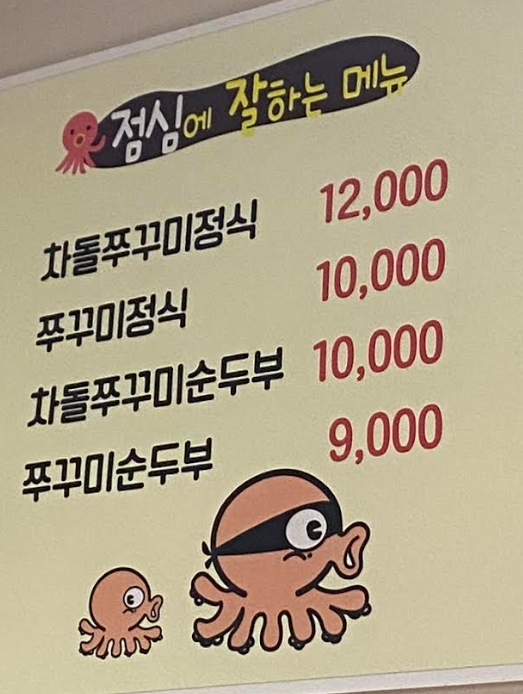 점심에 잘하는 메뉴
차돌쭈꾸미정식 12,000
쭈꾸미정식 10,000
차돌쭈꾸미순두부 10,000
쭈꾸미순두부 9,000